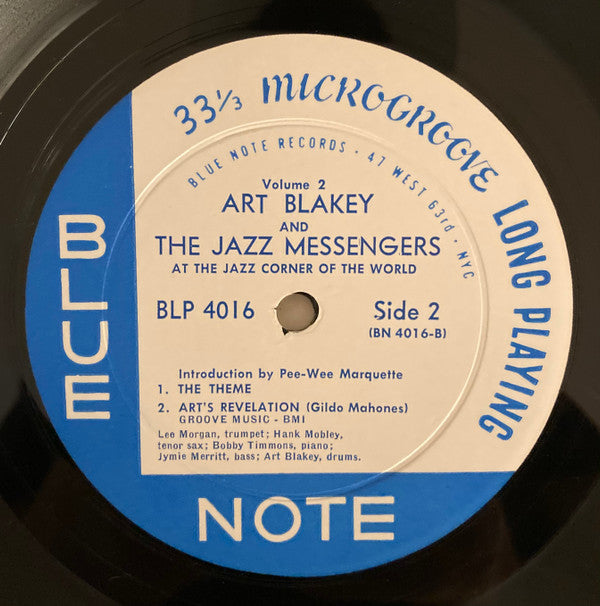 33⅓ MICROGROOVE LONG PLAYING
BLUE NOTE RECORDS · 47 WEST 63rd · NYC
Volume 2
ART BLAKEY
AND
THE JAZZ MESSENGERS
AT THE JAZZ CORNER OF THE WORLD
BLP 4016
Side 2
(BN 4016-B)
Introduction by Pee-Wee Marquette
1. THE THEME
2. ART'S REVELATION (Gildo Mahones)
GROOVE MUSIC - BMI
Lee Morgan, trumpet; Hank Mobley,
tenor sax; Bobby Timmons, piano;
Jymie Merritt, bass; Art Blakey, drums.
BLUE
NOTE